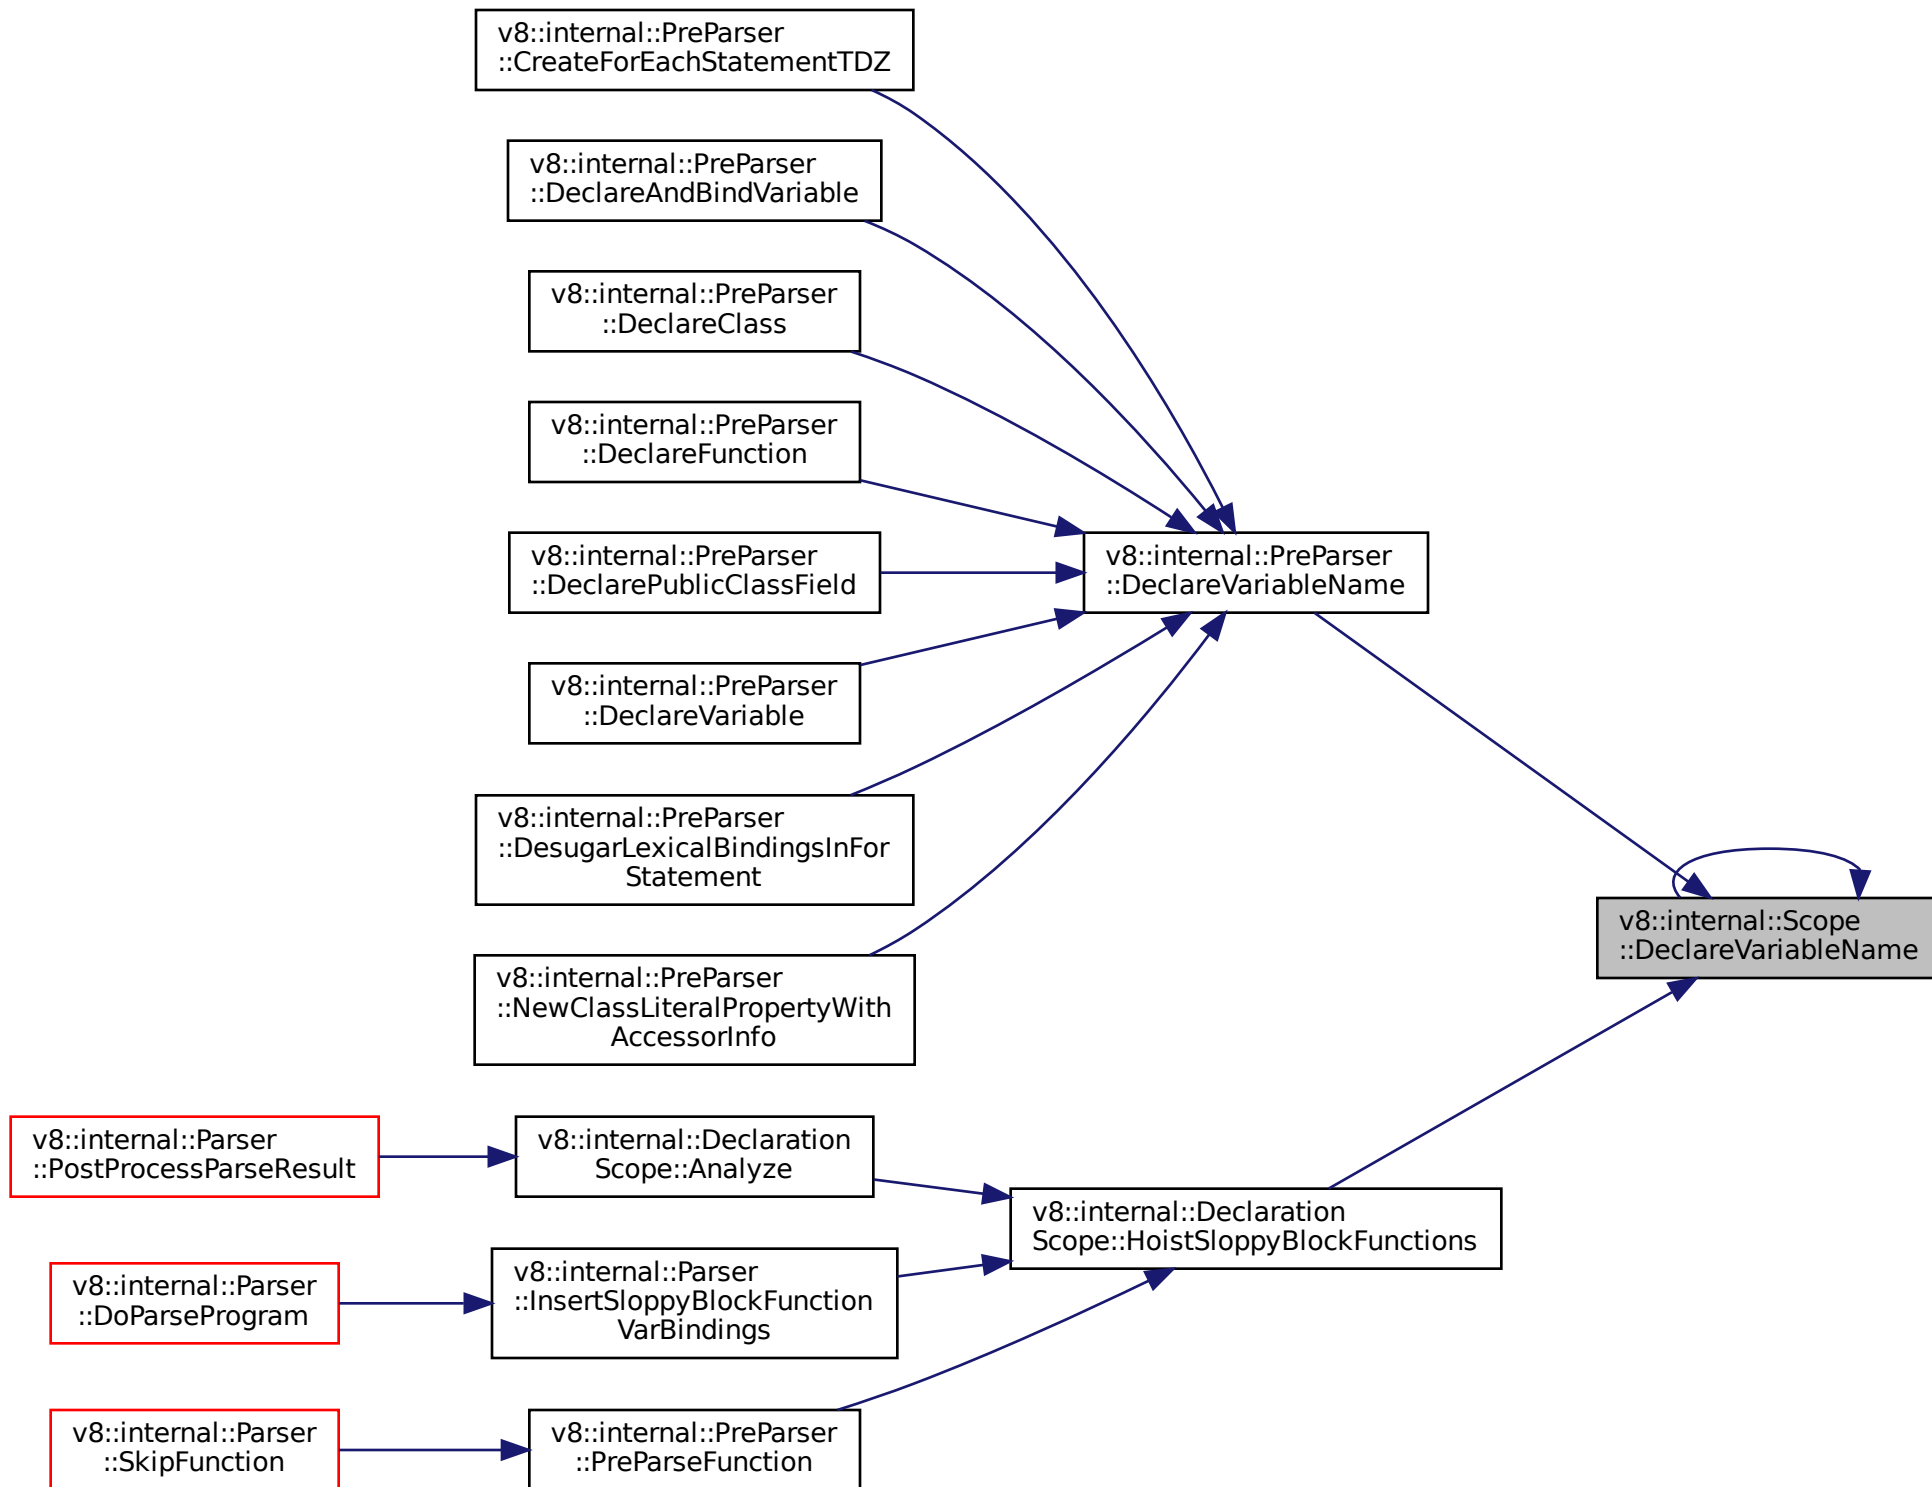 v8::internal::PreParser
::CreateForEachStatementTDZ
v8::internal::PreParser
::DeclareAndBindVariable
v8::internal::PreParser
::DeclareClass
v8::internal::PreParser
::DeclareFunction
v8::internal::PreParser
::DeclarePublicClassField
v8::internal::PreParser
::DeclareVariableName
v8::internal::PreParser
::DeclareVariable
v8::internal::PreParser
::DesugarLexicalBindingsInFor
Statement
v8::internal::Scope
::DeclareVariableName
v8::internal::PreParser
::NewClassLiteralPropertyWith
AccessorInfo
v8::internal::Parser
::PostProcessParseResult
v8::internal::Declaration
Scope::Analyze
v8::internal::Declaration
Scope::HoistSloppyBlockFunctions
v8::internal::Parser
::DoParseProgram
v8::internal::Parser
::InsertSloppyBlockFunction
VarBindings
v8::internal::Parser
::SkipFunction
v8::internal::PreParser
::PreParseFunction